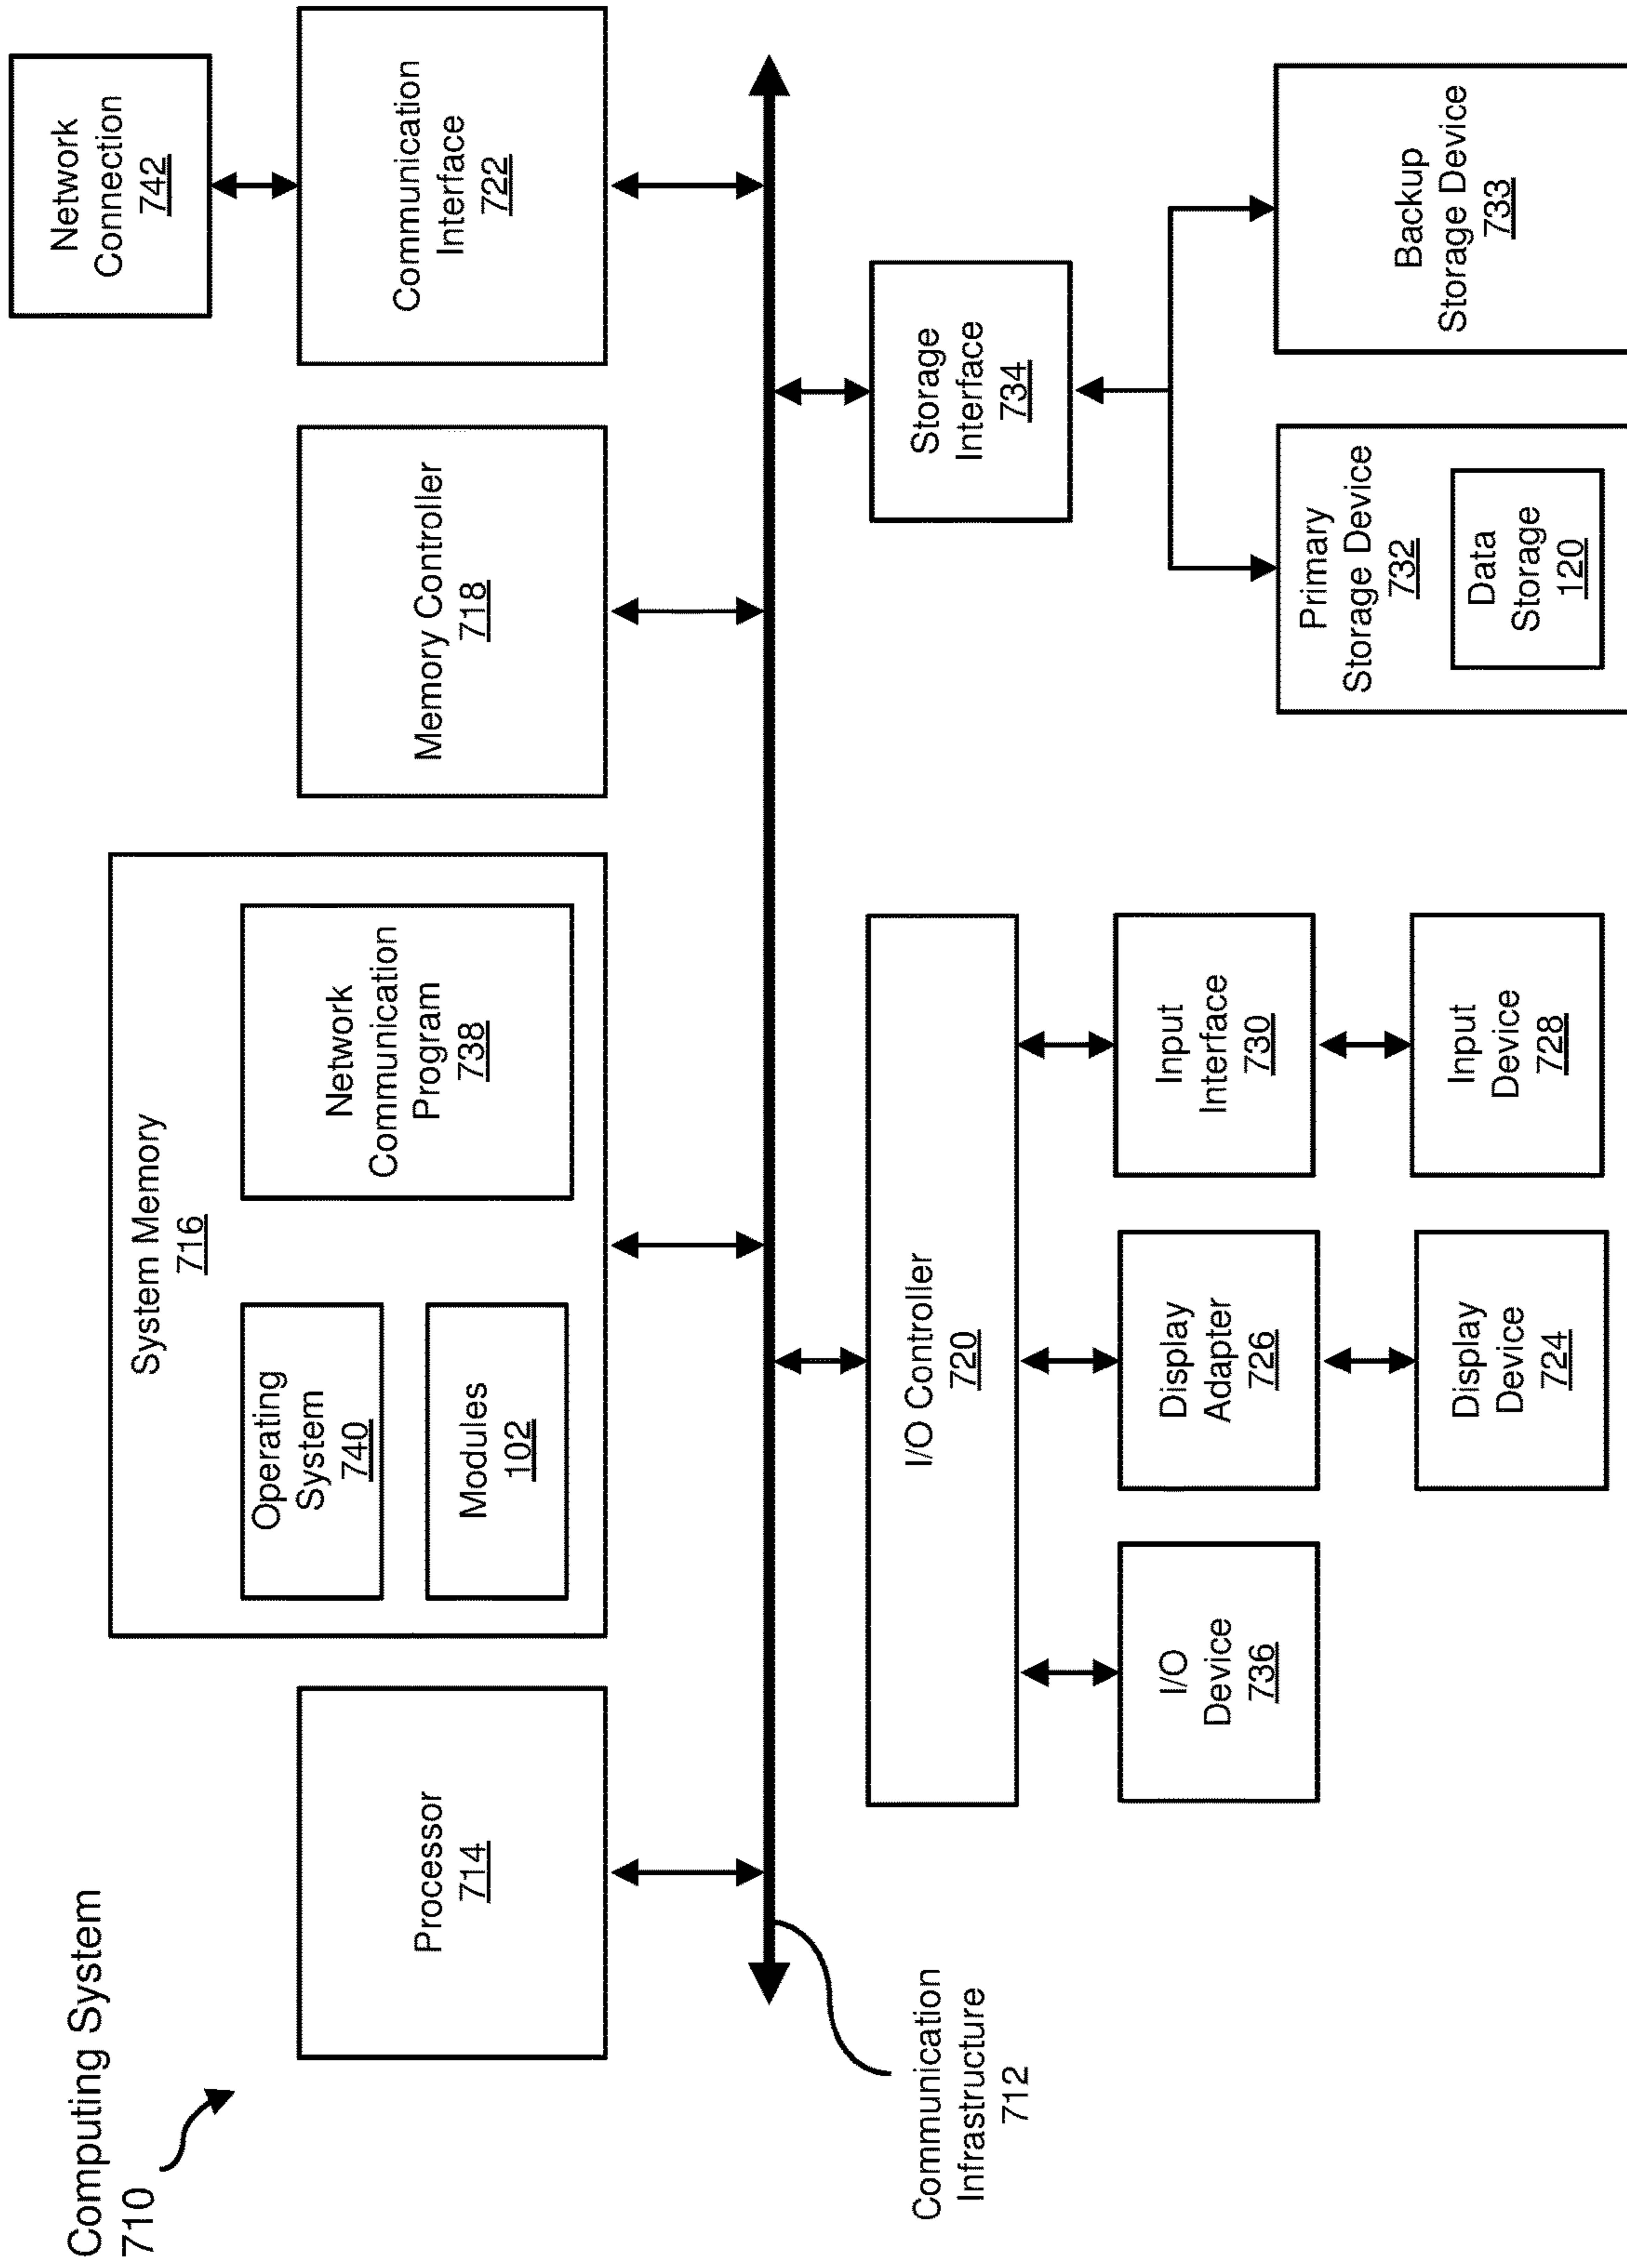 Computing System
710
Processor
714
System Memory
716
Operating
System
740
Modules
102
Network
Communication
Program
738
Memory Controller
718
Network
Connection
742
Communication
Interface
722
Communication
Infrastructure
712
I/O Controller
720
I/O
Device
736
Display
Adapter
726
Display
Device
724
Input
Interface
730
Input
Device
728
Storage
Interface
734
Primary
Storage Device
732
Data
Storage
120
Backup
Storage Device
733